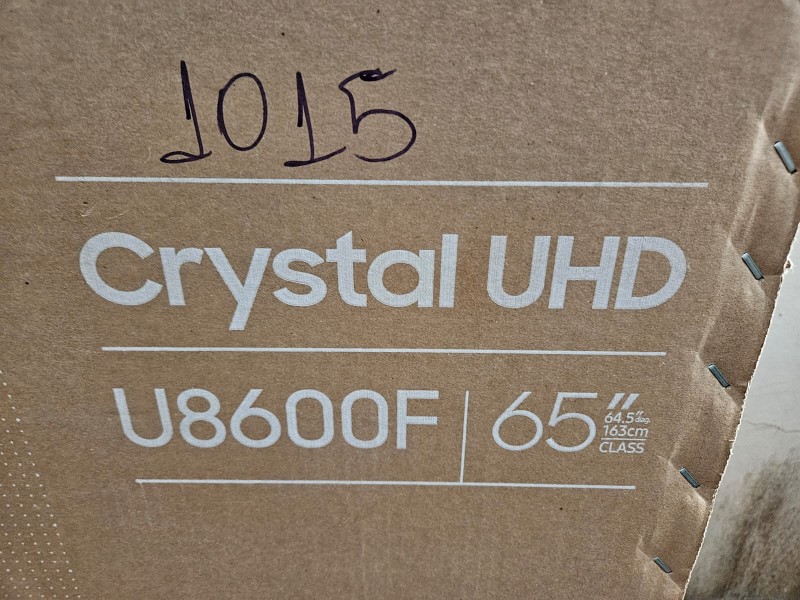 1015
Crystal UHD
U8600F 65"
64.5" diag.
163cm
CLASS